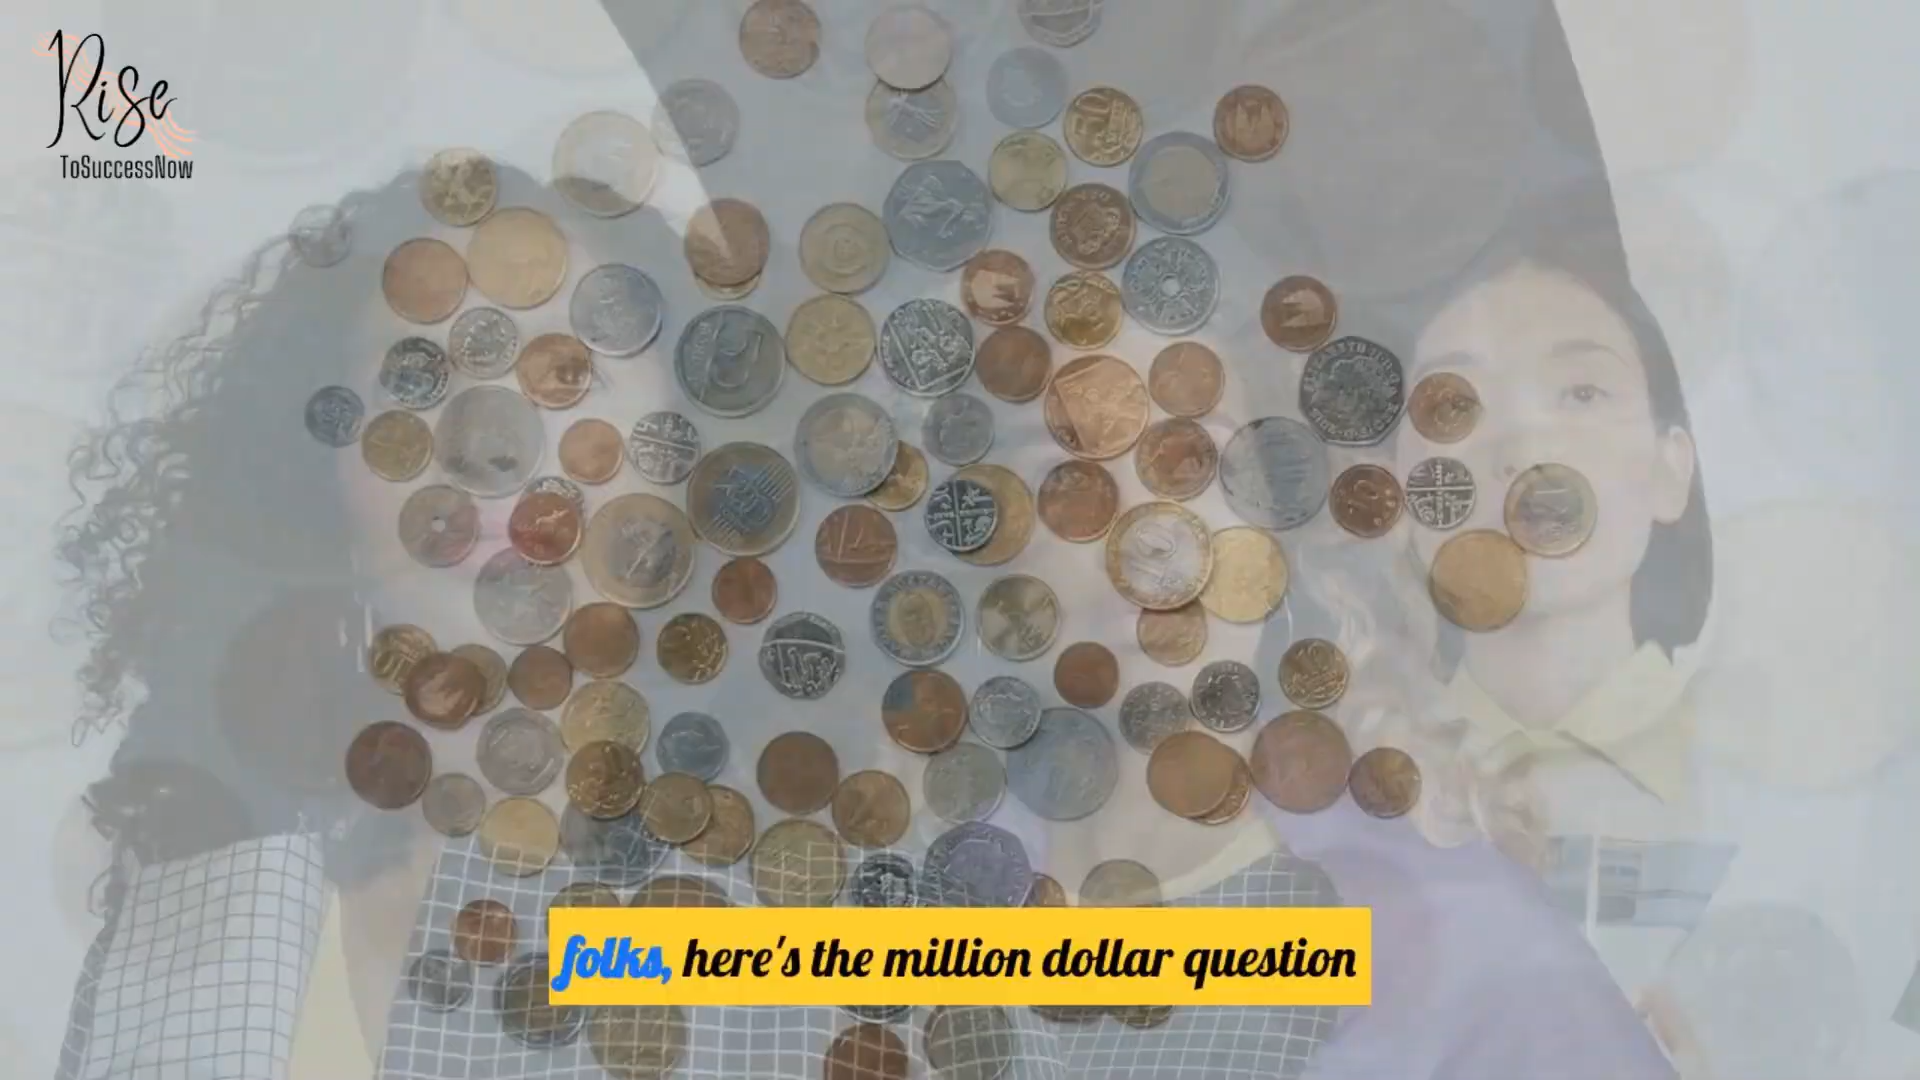 Rise
ToSuccessNow
folks, here's the million dollar question